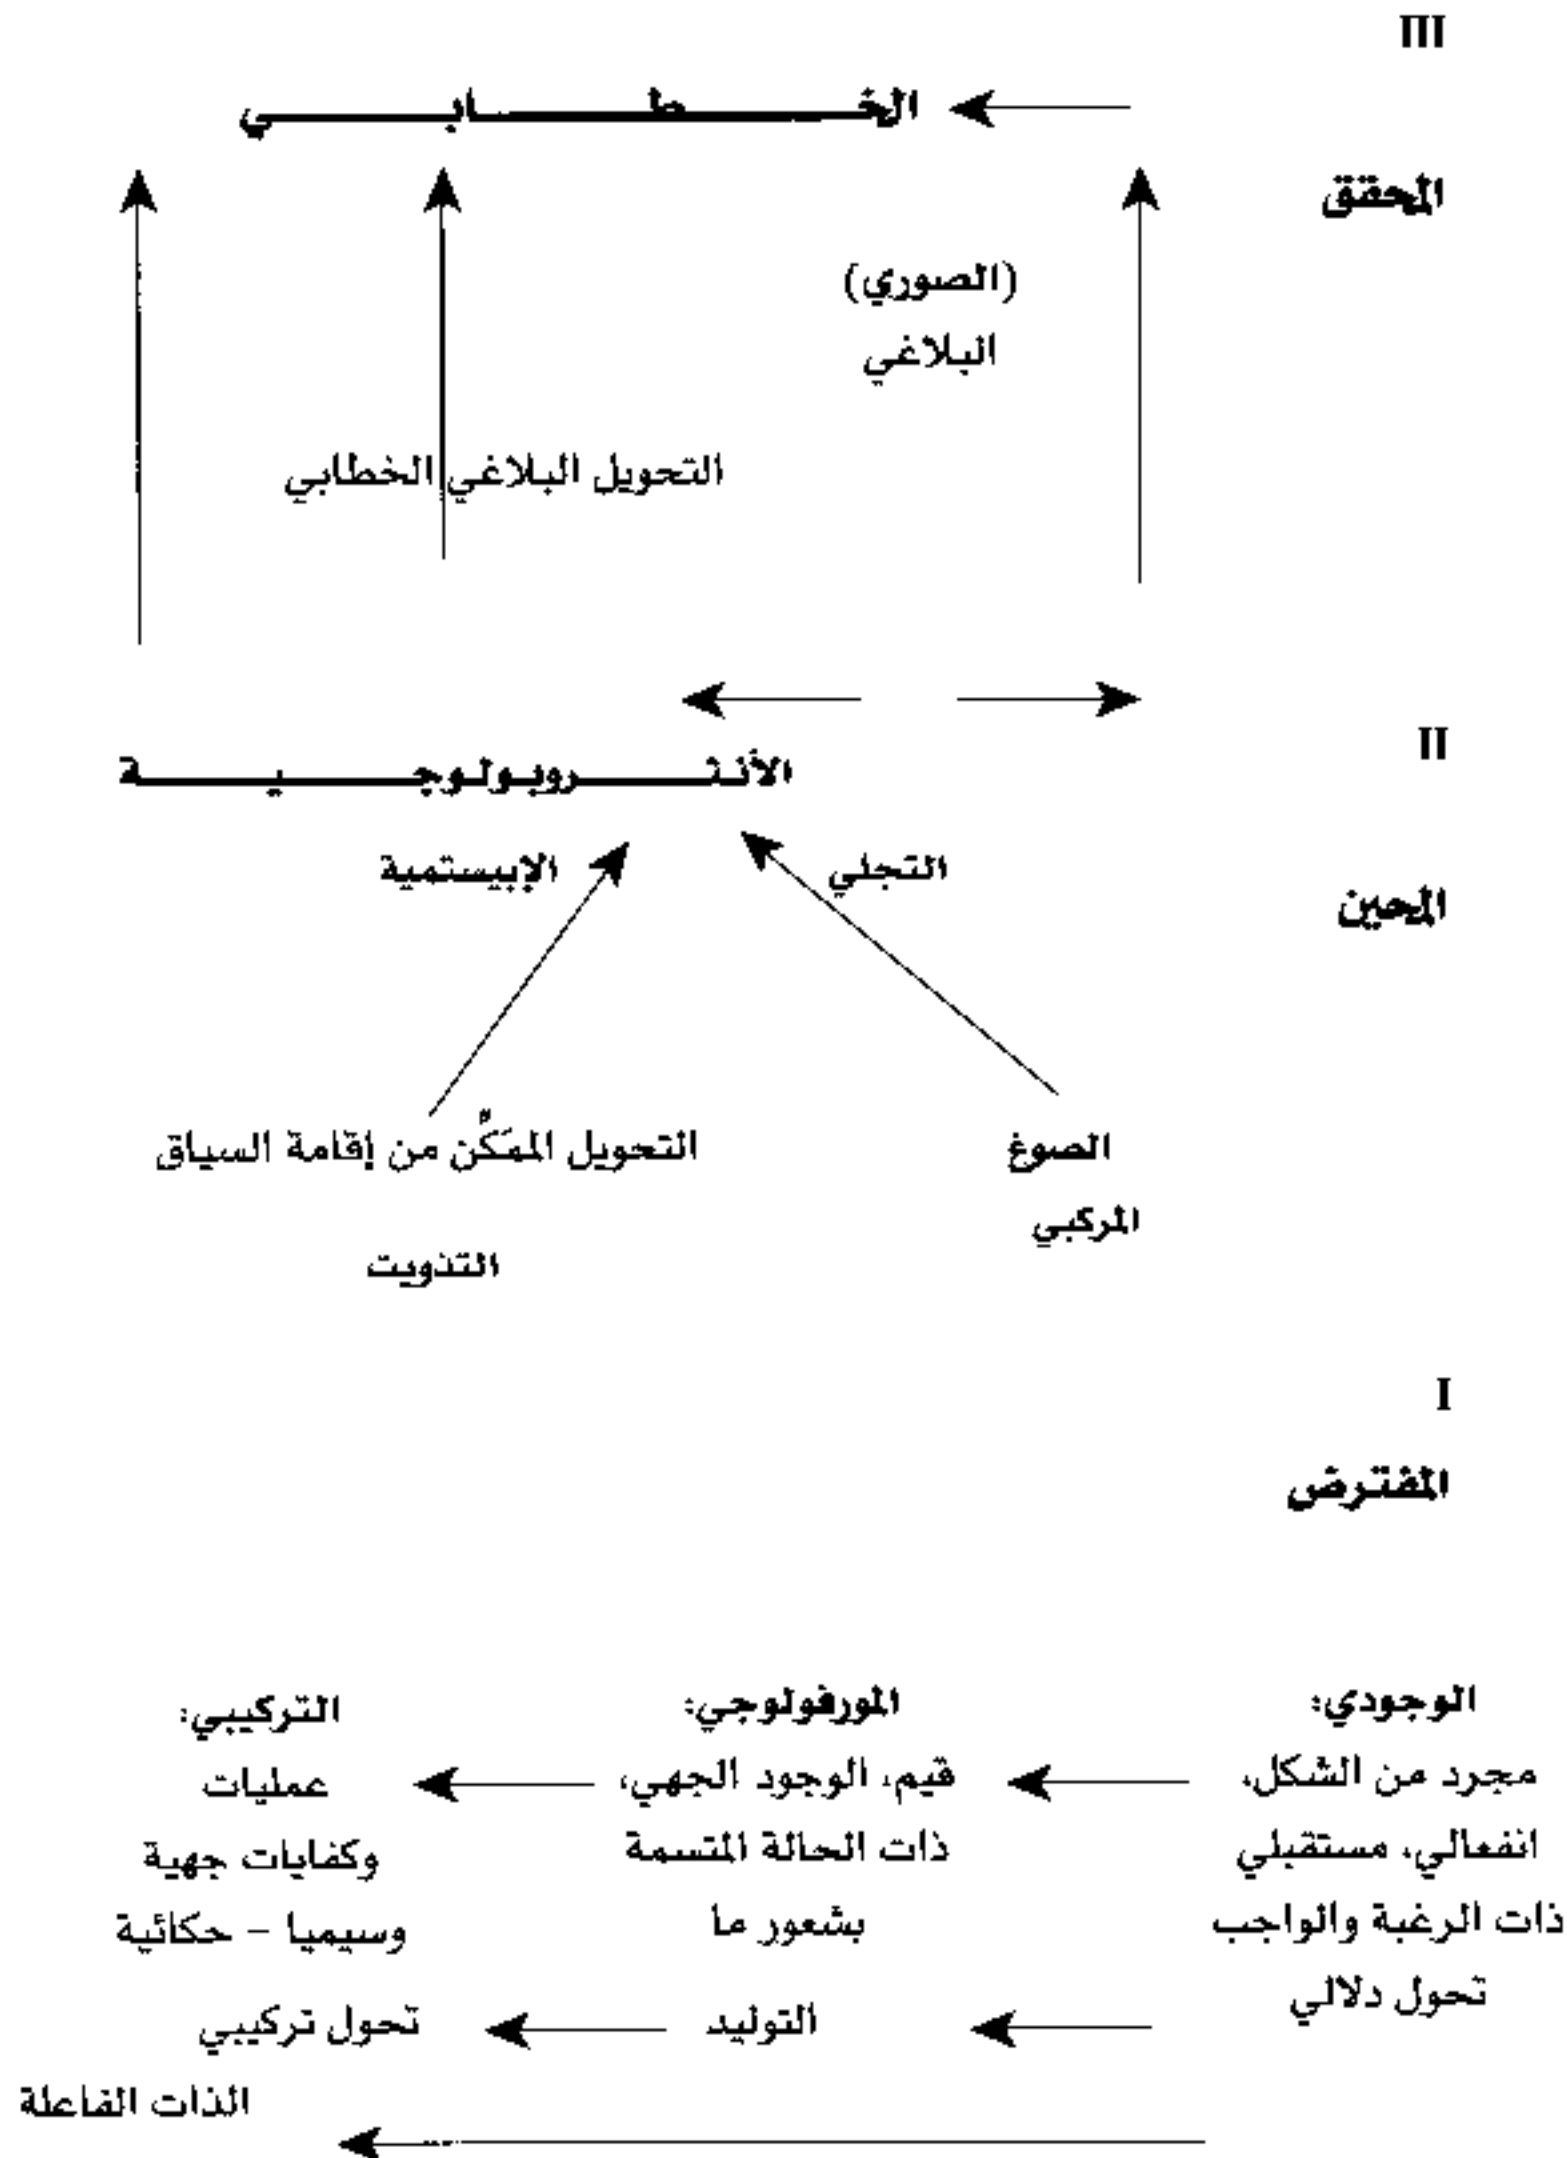 III
الخطابي
المحقق
(الصوري)
البلاغي
التحويل البلاغي الخطابي
II
الأنثروبولوجية
التجلي
الإبيستمية
المحين
الصوغ
المركبي
التحويل الممَكِّن من إقامة السياق
التذويت
I
المفترض
الوجودي:
مجرد من الشكل،
انفعالي، مستقبلي
ذات الرغبة والواجب
تحول دلالي
المورفولوجي:
قيم، الوجود الجهي،
ذات الحالة المتسمة
بشعور ما
التوليد
التركيبي:
عمليات
وكفايات جهية
وسيميا - حكائية
تحول تركيبي
الذات الفاعلة